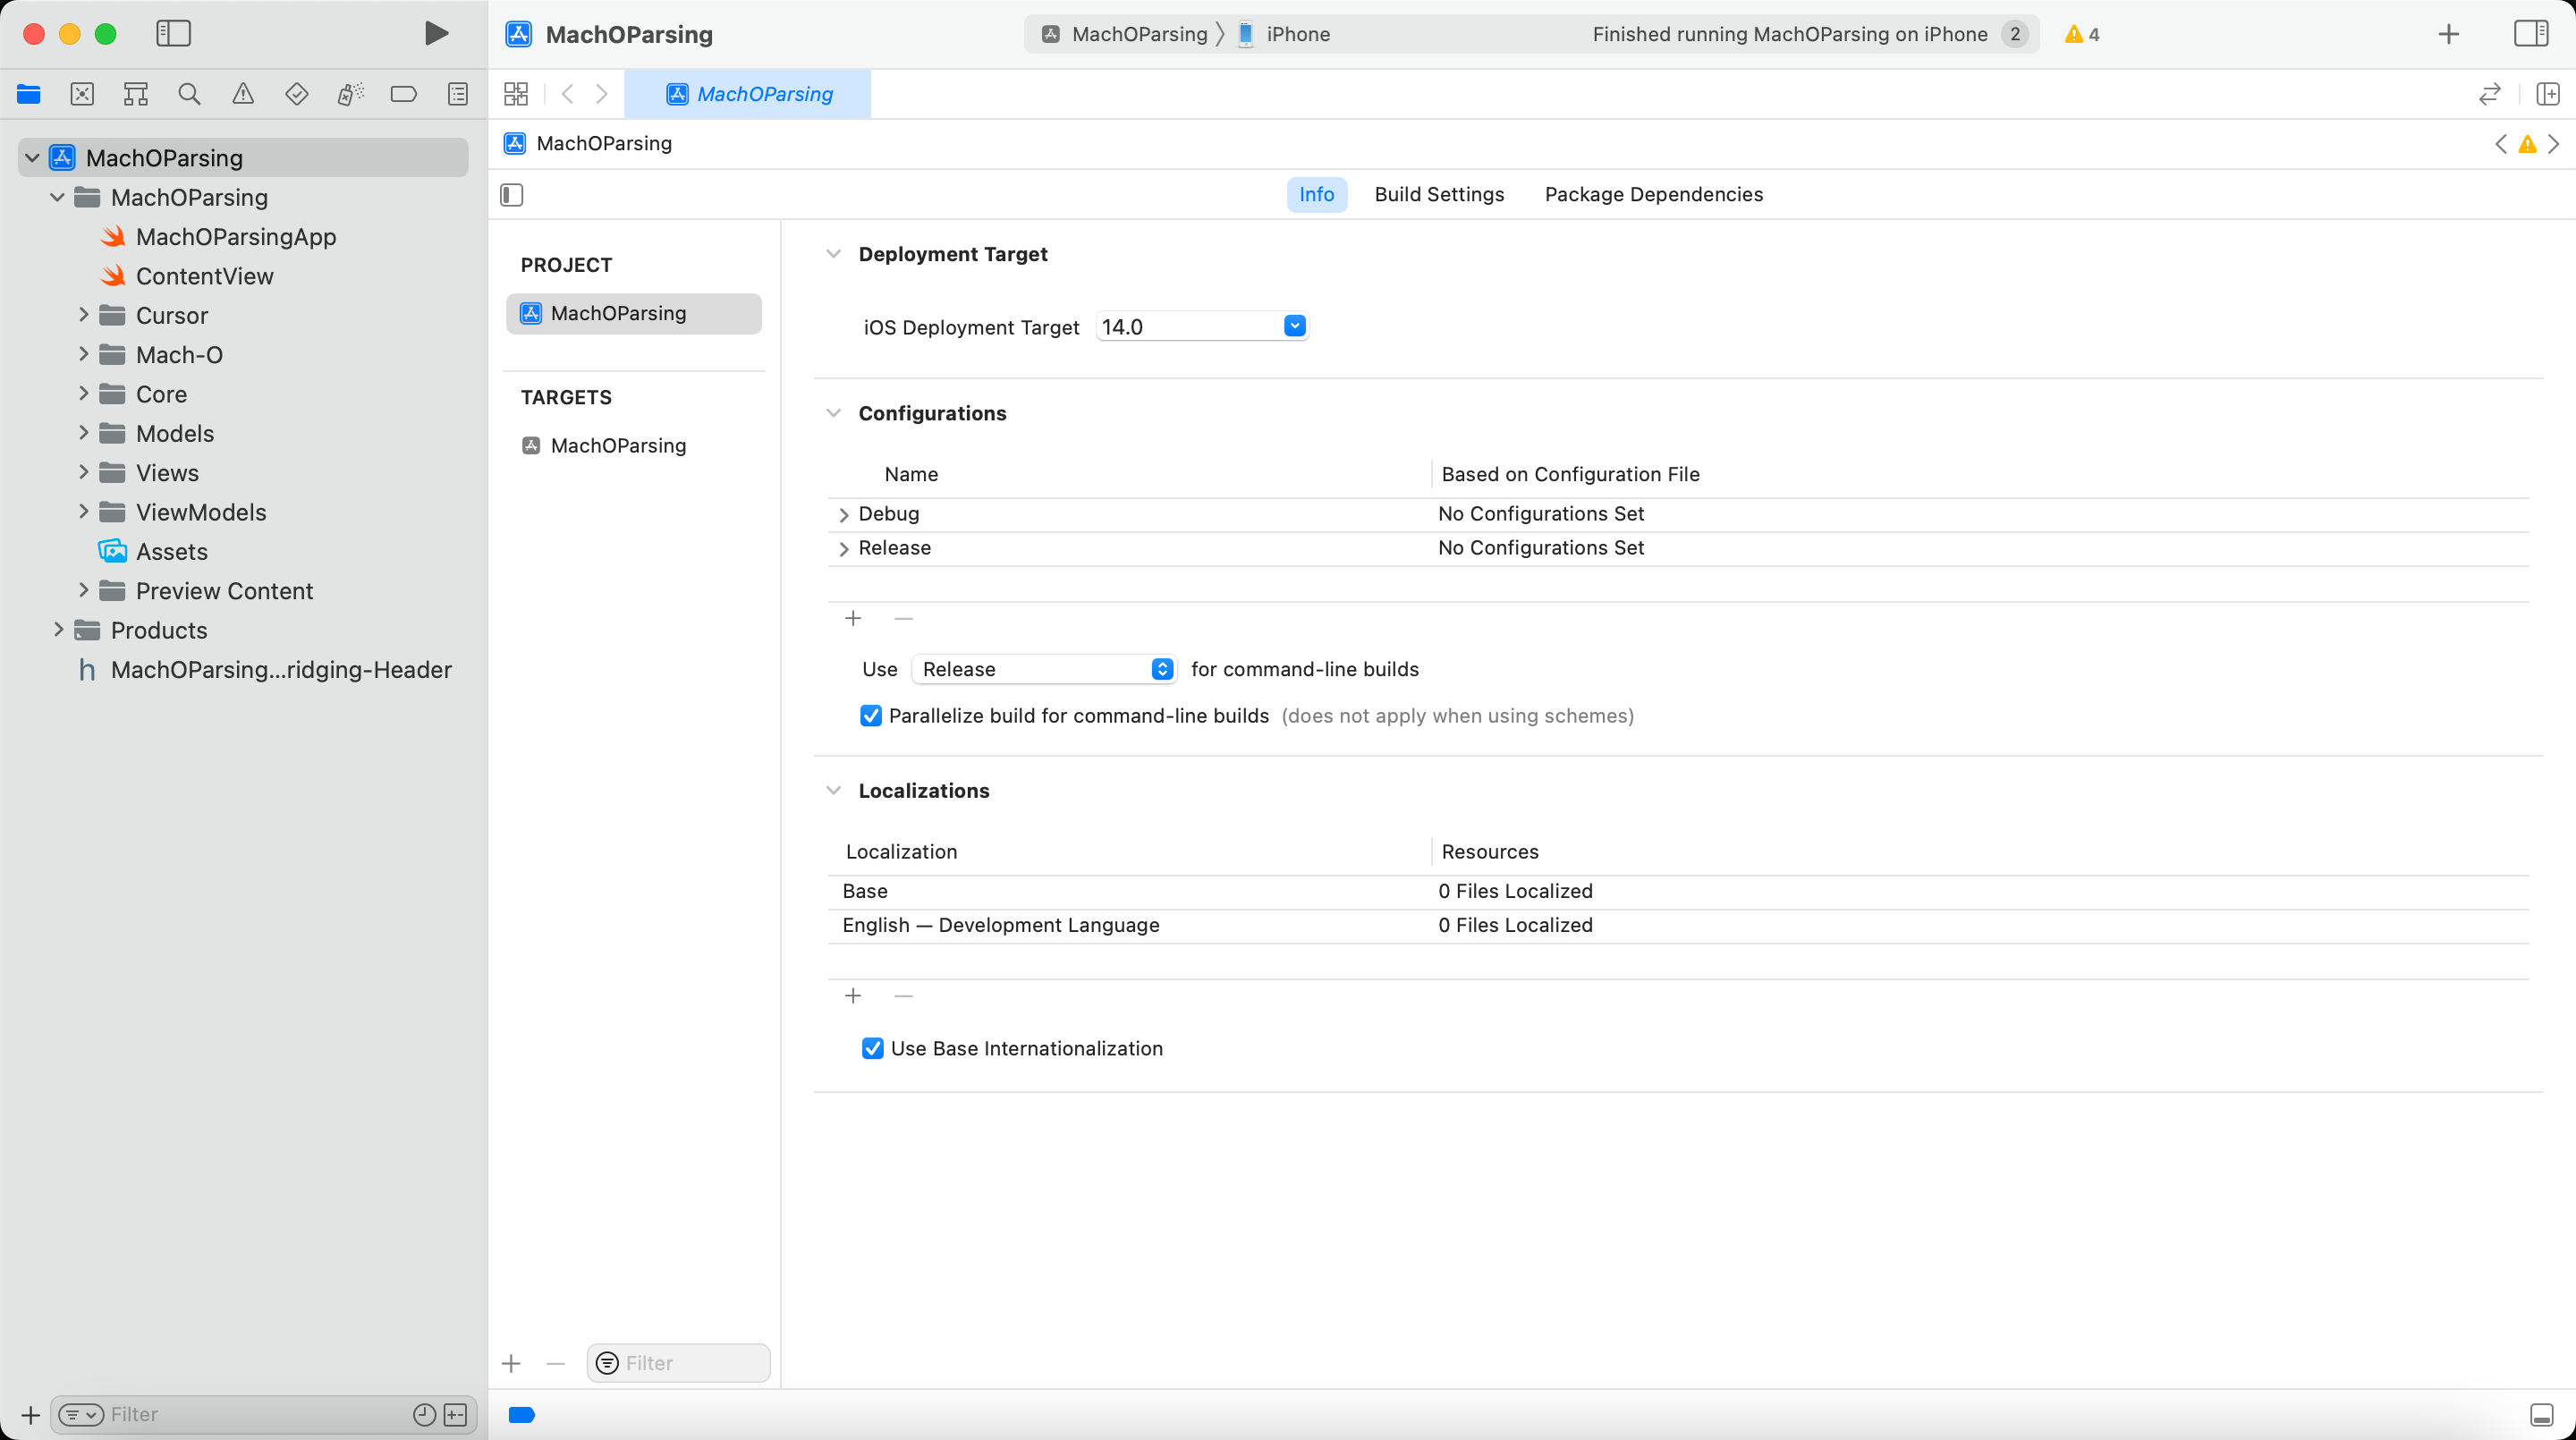 MachOParsing
MachOParsing
iPhone
Finished running MachOParsing on iPhone
2
4
MachOParsing
MachOParsing
MachOParsing
MachOParsingApp
ContentView
Cursor
Mach-O
Core
Models
Views
ViewModels
Assets
Preview Content
Products
h MachOParsing...ridging-Header
Filter
MachOParsing
Info
Build Settings
Package Dependencies
PROJECT
MachOParsing
TARGETS
MachOParsing
Filter
Deployment Target
iOS Deployment Target 14.0
Configurations
Name Based on Configuration File
Debug No Configurations Set
Release No Configurations Set
Use Release for command-line builds
Parallelize build for command-line builds (does not apply when using schemes)
Localizations
Localization Resources
Base 0 Files Localized
English — Development Language 0 Files Localized
Use Base Internationalization